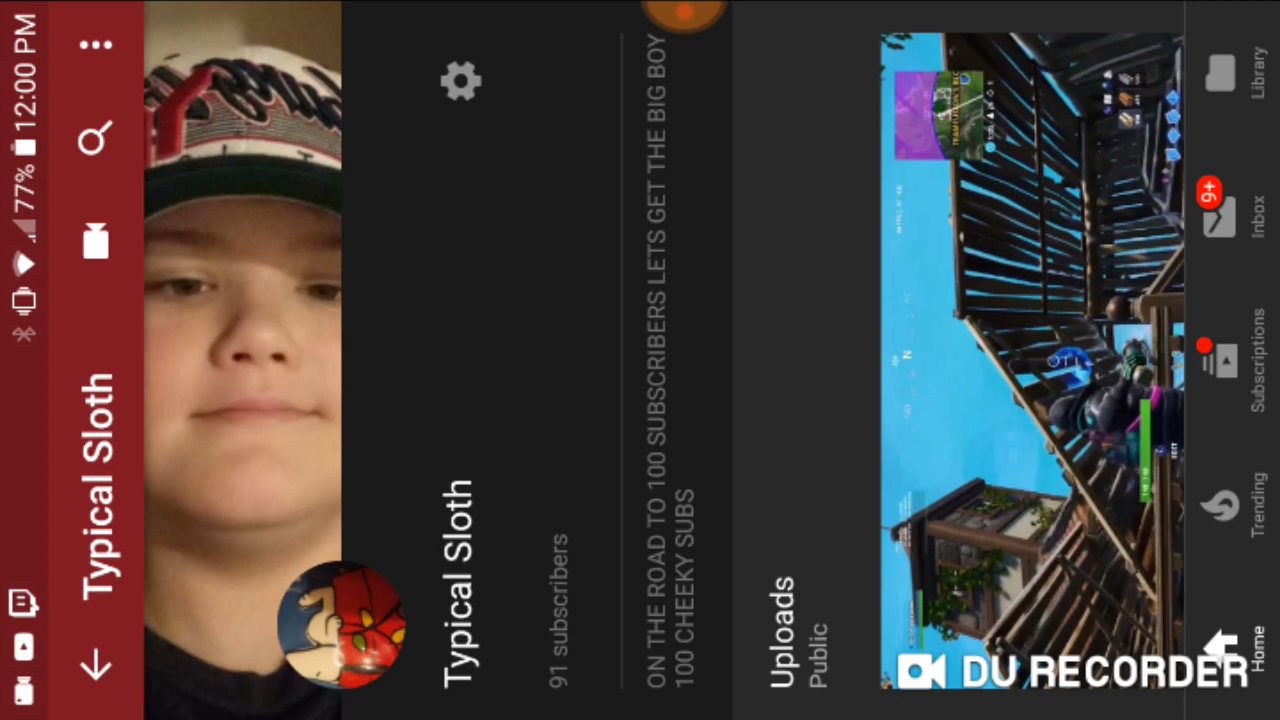 77% 12:00 PM
Typical Sloth
Typical Sloth
91 subscribers
ON THE ROAD TO 100 SUBSCRIBERS LETS GET THE BIG BOY
100 CHEEKY SUBS
Uploads
Public
N
Home
Trending
Subscriptions
Inbox
9+
Library
DU RECORDER